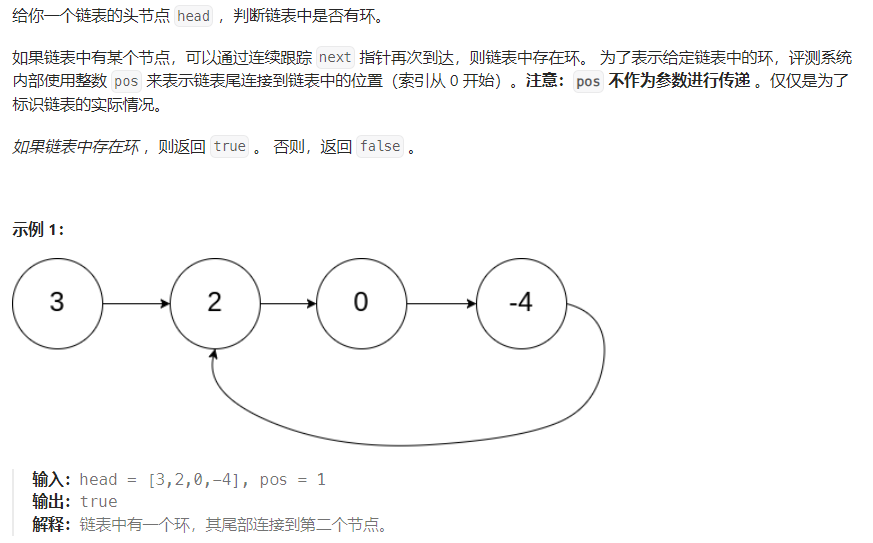 给你一个链表的头节点 head ，判断链表中是否有环。
如果链表中有某个节点，可以通过连续跟踪 next 指针再次到达，则链表中存在环。 为了表示给定链表中的环，评测系统
内部使用整数 pos 来表示链表尾连接到链表中的位置（索引从 0 开始）。注意：pos 不作为参数进行传递 。仅仅是为了
标识链表的实际情况。
如果链表中存在环 ，则返回 true 。 否则，返回 false 。
示例 1：
3 2 0 -4
输入：head = [3,2,0,-4], pos = 1
输出：true
解释：链表中有一个环，其尾部连接到第二个节点。